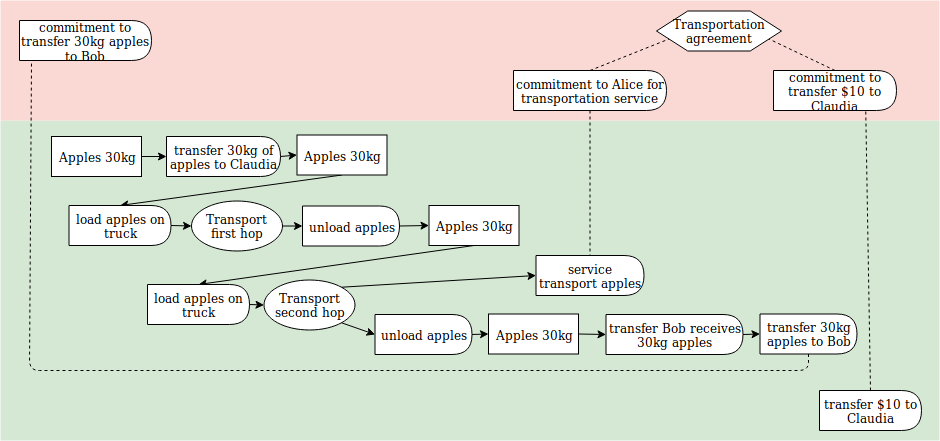 commitment to
transfer 30kg apples
to Bob
Transportation
agreement
commitment to Alice for
transportation service
commitment to
transfer $10 to
Claudia
Apples 30kg
transfer 30kg of
apples to Claudia
Apples 30kg
load apples on
truck
Transport
first hop
unload apples
Apples 30kg
load apples on
truck
Transport
second hop
service
transport apples
unload apples
Apples 30kg
transfer Bob receives
30kg apples
transfer 30kg
apples to Bob
transfer $10 to
Claudia